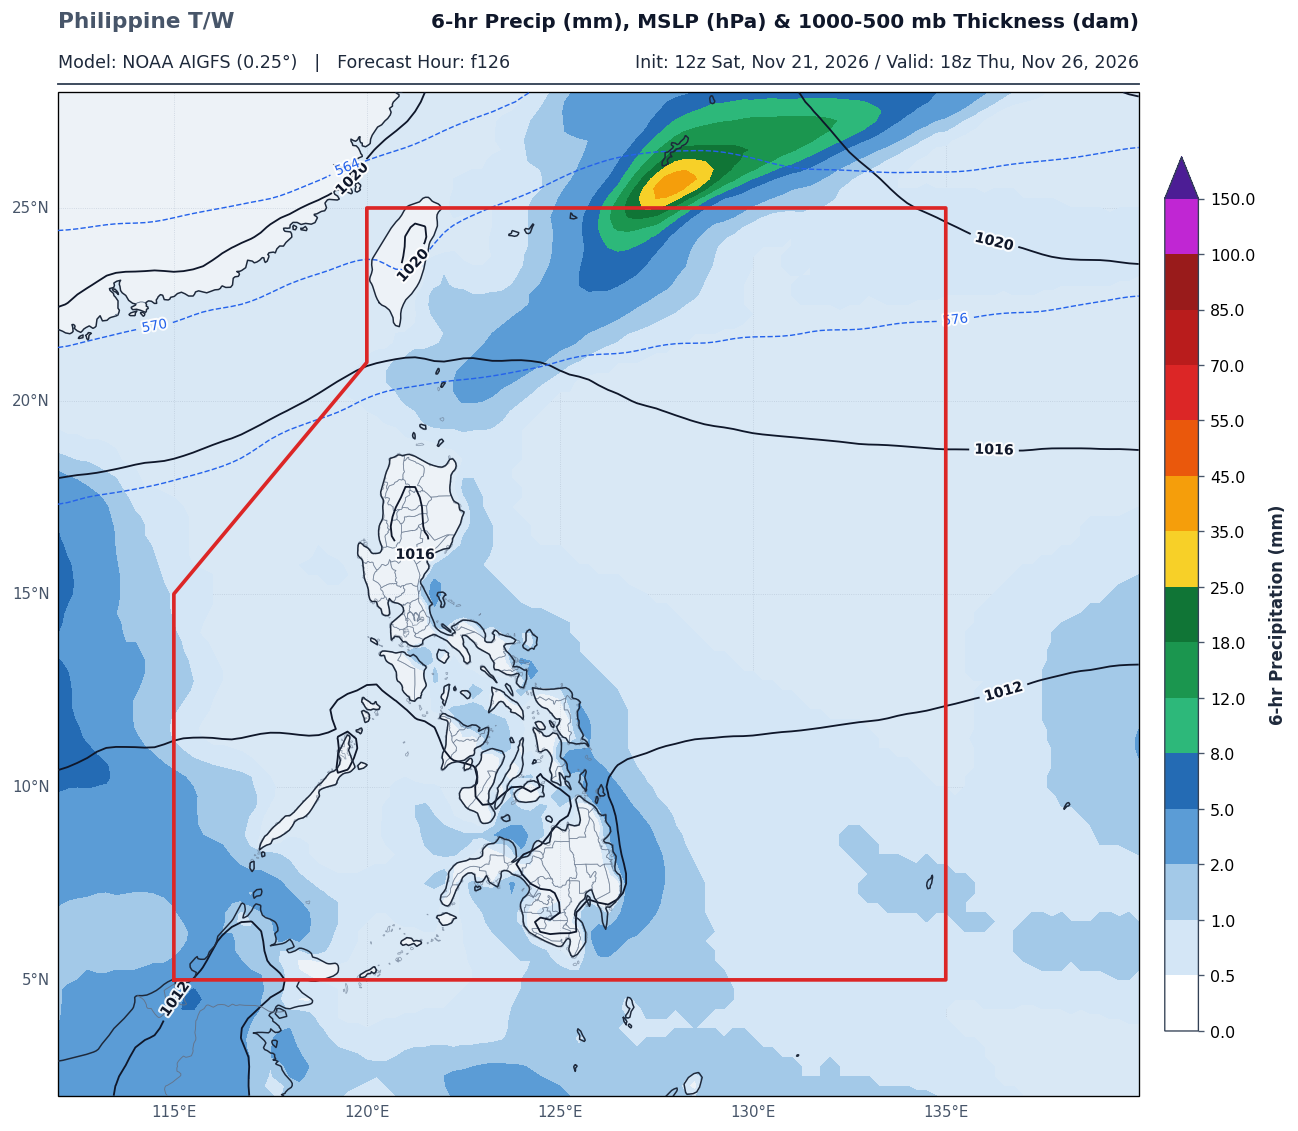 Philippine T/W
6-hr Precip (mm), MSLP (hPa) & 1000-500 mb Thickness (dam)
Model: NOAA AIGFS (0.25°) | Forecast Hour: f126
Init: 12z Sat, Nov 21, 2026 / Valid: 18z Thu, Nov 26, 2026
564
1020
25°N
1020
1020
570
576
20°N
1016
1016
15°N
1012
10°N
5°N
1012
115°E
120°E
125°E
130°E
135°E
150.0
100.0
85.0
70.0
55.0
45.0
35.0
25.0
18.0
12.0
8.0
5.0
2.0
1.0
0.5
0.0
6-hr Precipitation (mm)